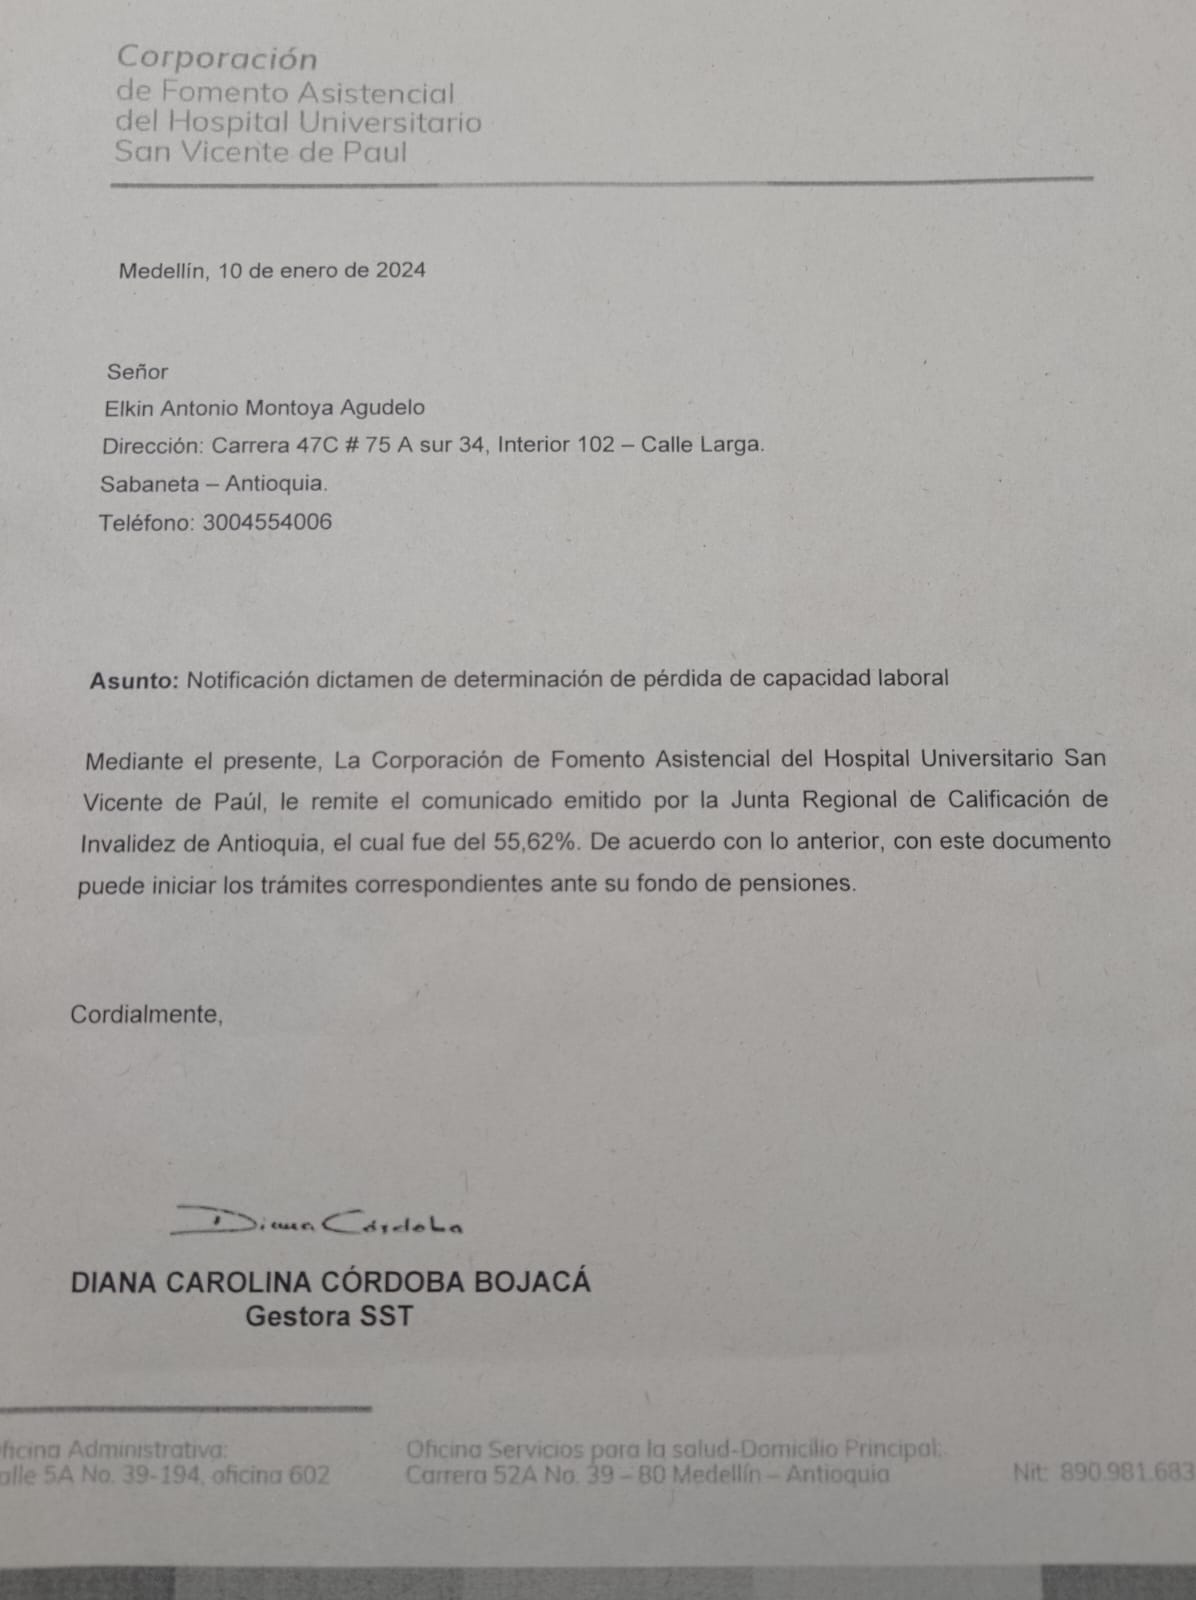 Corporación
de Fomento Asistencial
del Hospital Universitario
San Vicente de Paul
Medellín, 10 de enero de 2024
Señor
Elkin Antonio Montoya Agudelo
Dirección: Carrera 47C # 75 A sur 34, Interior 102 – Calle Larga.
Sabaneta – Antioquia.
Teléfono: 3004554006
Asunto: Notificación dictamen de determinación de pérdida de capacidad laboral
Mediante el presente, La Corporación de Fomento Asistencial del Hospital Universitario San
Vicente de Paúl, le remite el comunicado emitido por la Junta Regional de Calificación de
Invalidez de Antioquia, el cual fue del 55,62%. De acuerdo con lo anterior, con este documento
puede iniciar los trámites correspondientes ante su fondo de pensiones.
Cordialmente,
Diana Córdoba
DIANA CAROLINA CÓRDOBA BOJACÁ
Gestora SST
ficina Administrativa:
alle 5A No. 39-194, oficina 602
Oficina Servicios para la salud-Domicilio Principal:
Carrera 52A No. 39 – 80 Medellín – Antioquia
Nit: 890.981.683